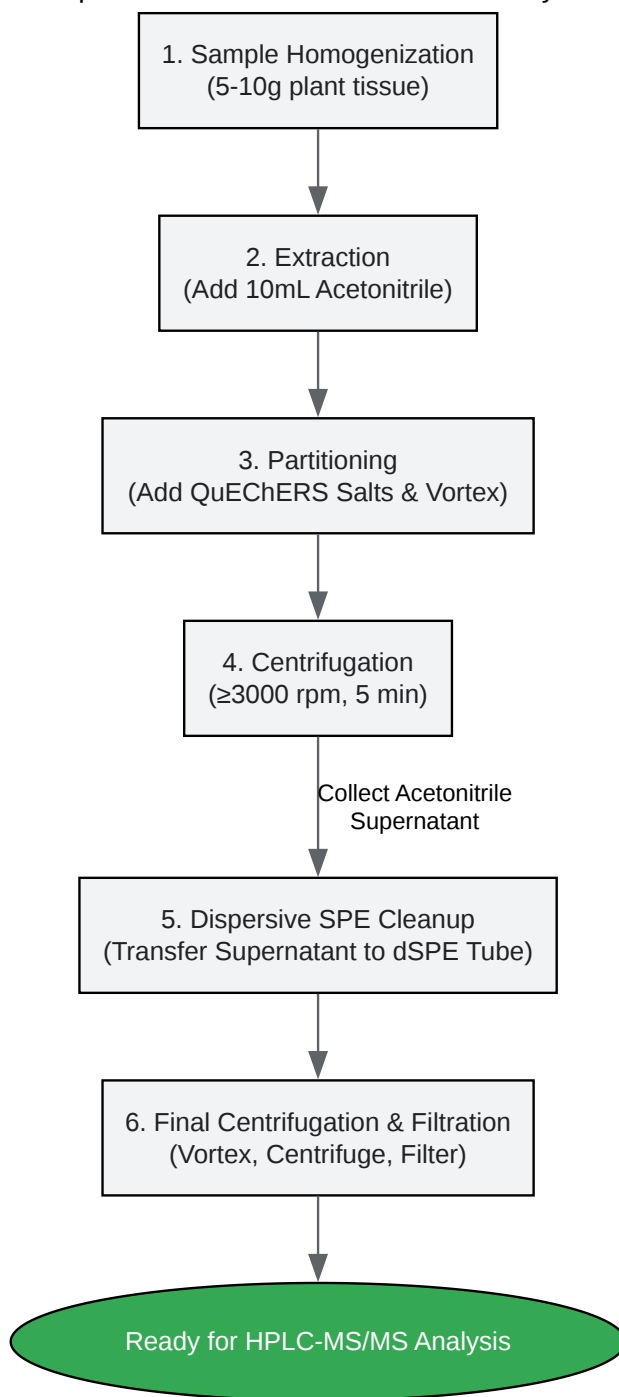 1. Sample Homogenization
(5-10g plant tissue)
2. Extraction
(Add 10mL Acetonitrile)
3. Partitioning
(Add QuEChERS Salts & Vortex)
4. Centrifugation
(≥3000 rpm, 5 min)
Collect Acetonitrile
Supernatant
5. Dispersive SPE Cleanup
(Transfer Supernatant to dSPE Tube)
6. Final Centrifugation & Filtration
(Vortex, Centrifuge, Filter)
Ready for HPLC-MS/MS Analysis